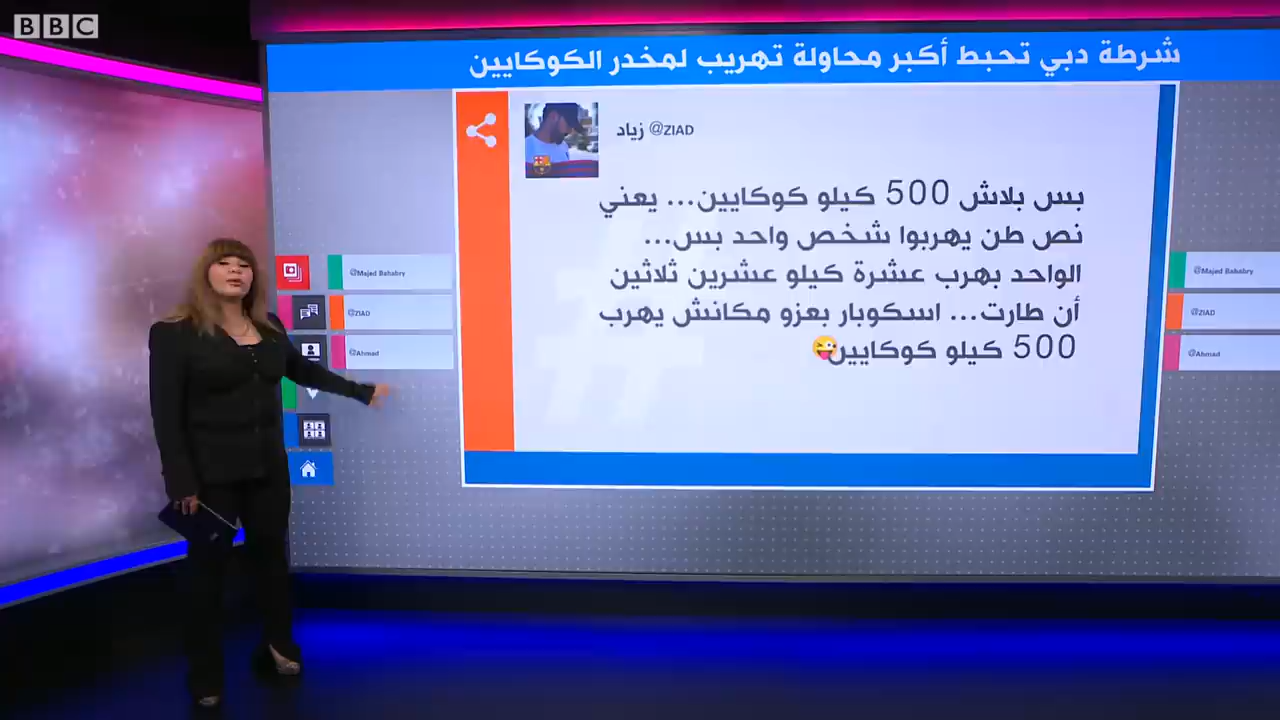 BBC
شرطة دبي تحبط أكبر محاولة تهريب لمخدر الكوكايين
زياد @ZIAD
بس بلاش 500 كيلو كوكايين... يعني
نص طن يهربوا شخص واحد بس...
الواحد بهرب عشرة كيلو عشرين ثلاثين
أن طارت... اسكوبار بعزو مكانش يهرب
500 كيلو كوكايين😜
@Majed Bahabry
@ZIAD
@Ahmad
@Majed Bahabry
@ZIAD
@Ahmad